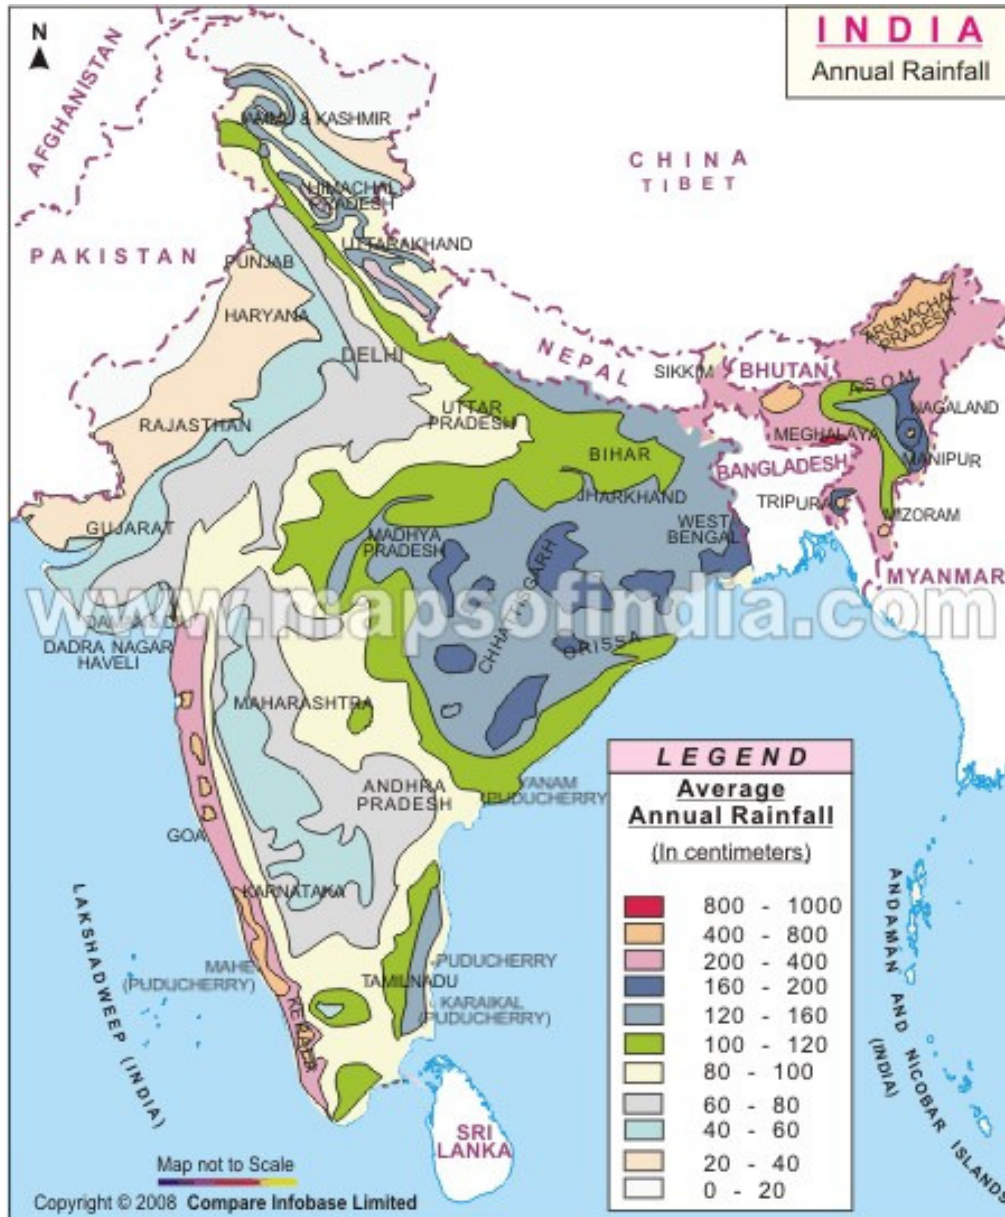 N
INDIA
Annual Rainfall
AFGHANISTAN
JAMMU & KASHMIR
CHINA
TIBET
HIMACHAL
PRADESH
PAKISTAN
UTTARAKHAND
PUNJAB
HARYANA
DELHI
NEPAL
SIKKIM
BHUTAN
ARUNACHAL
PRADESH
ASOM
NAGALAND
RAJASTHAN
UTTAR
PRADESH
BIHAR
MEGHALAYA
MANIPUR
BANGLADESH
JHARKHAND
TRIPURA
MIZORAM
GUJARAT
MADHYA
PRADESH
WEST
BENGAL
MYANMAR
CHHATTISGARH
www.mapsofindia.com
DADRA NAGAR
HAVELI
ORISSA
MAHARASHTRA
ANDHRA
PRADESH
YANAM
(PUDUCHERRY)
GOA
KARNATAKA
MAHE
(PUDUCHERRY)
PUDUCHERRY
TAMILNADU
KARAIKAL
(PUDUCHERRY)
KERALA
LAKSHADWEEP (INDIA)
SRI
LANKA
ANDAMAN AND NICOBAR ISLANDS
(INDIA)
LEGEND
Average
Annual Rainfall
(In centimeters)
800 - 1000
400 - 800
200 - 400
160 - 200
120 - 160
100 - 120
80 - 100
60 - 80
40 - 60
20 - 40
0 - 20
Map not to Scale
Copyright © 2008 Compare Infobase Limited